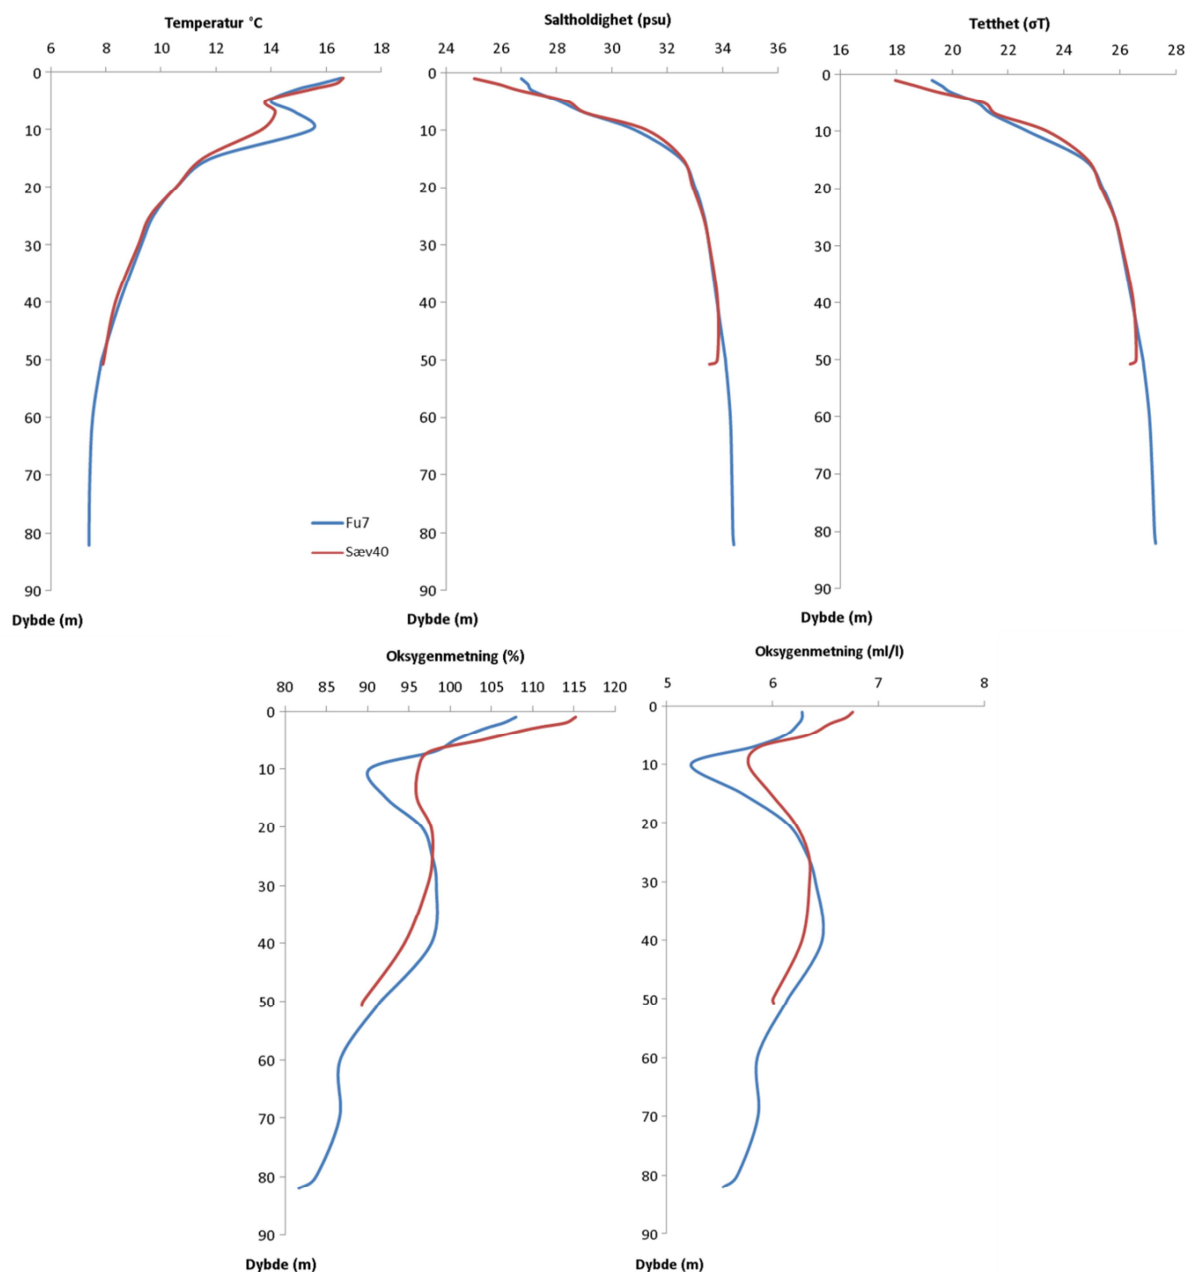 Temperatur °C
6 8 10 12 14 16 18
0
10
20
30
40
50
60
70
80
90
Dybde (m)
Fu7
Sæv40
Saltholdighet (psu)
24 26 28 30 32 34 36
0
10
20
30
40
50
60
70
80
90
Dybde (m)
Tetthet (σT)
16 18 20 22 24 26 28
0
10
20
30
40
50
60
70
80
90
Dybde (m)
Oksygenmetning (%)
80 85 90 95 100 105 110 115 120
0
10
20
30
40
50
60
70
80
90
Dybde (m)
Oksygenmetning (ml/l)
5 6 7 8
0
10
20
30
40
50
60
70
80
90
Dybde (m)